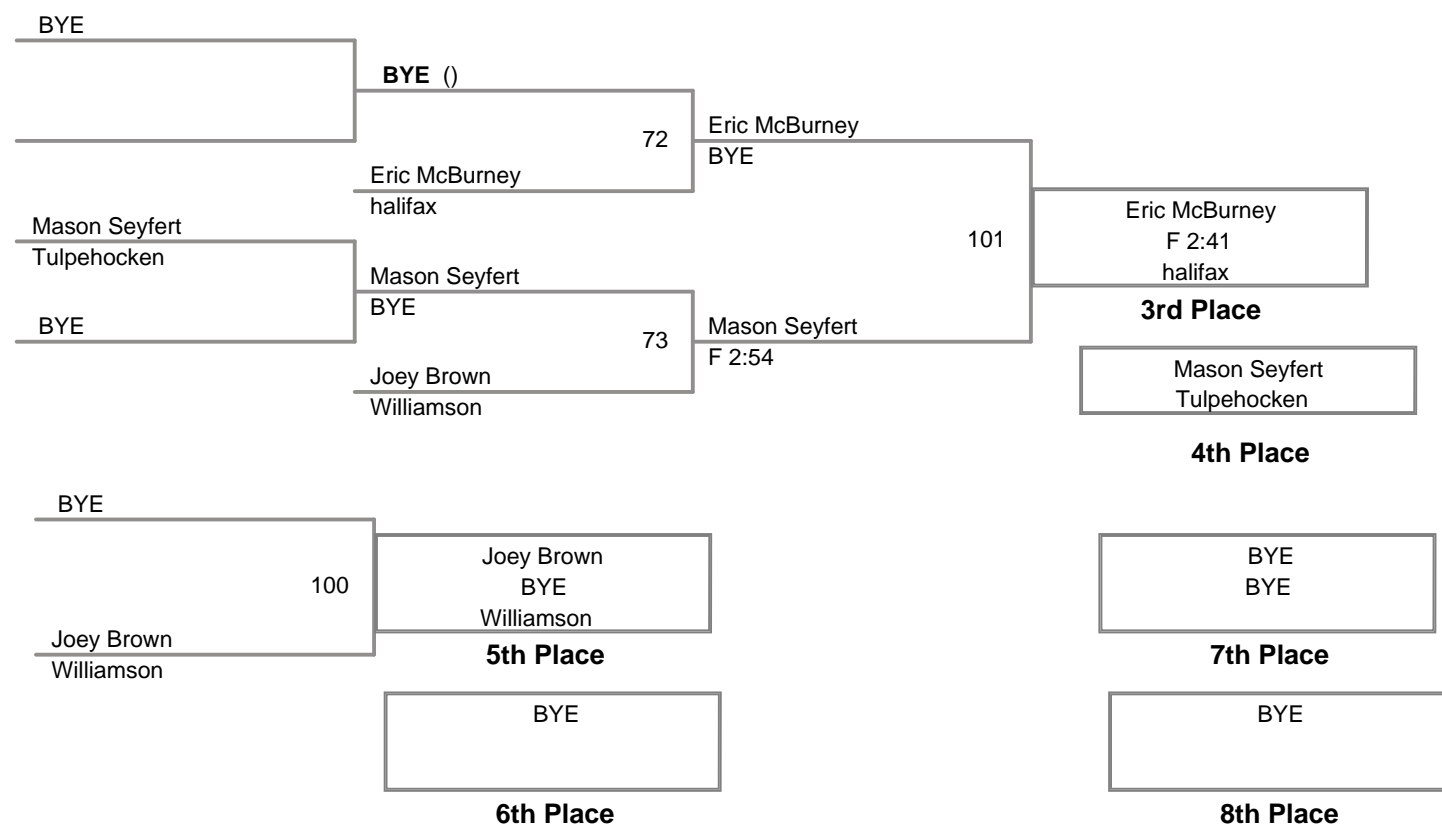 BYE
BYE ()
72
Eric McBurney
BYE
Eric McBurney
halifax
Mason Seyfert
Tulpehocken
101
Eric McBurney
F 2:41
halifax
3rd Place
Mason Seyfert
BYE
BYE
73
Mason Seyfert
F 2:54
Joey Brown
Williamson
Mason Seyfert
Tulpehocken
4th Place
BYE
100
Joey Brown
BYE
Williamson
5th Place
Joey Brown
Williamson
BYE
BYE
7th Place
BYE
6th Place
BYE
8th Place